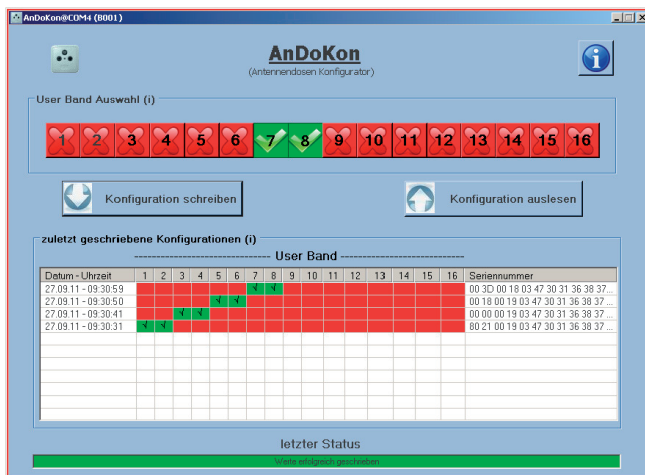 AnDoKon@COM4 (B001)
AnDoKon
(Antennendosen Konfigurator)
User Band Auswahl (i)
1 2 3 4 5 6 7 8 9 10 11 12 13 14 15 16
Konfiguration schreiben Konfiguration auslesen
zuletzt geschriebene Konfigurationen (i)
---------------------------- User Band --------------------------
Datum - Uhrzeit 1 2 3 4 5 6 7 8 9 10 11 12 13 14 15 16 Seriennummer
27.09.11 - 09:30:59 √ √ 00 3D 00 18 03 47 30 31 36 38 37 ...
27.09.11 - 09:30:50 √ √ 00 18 00 19 03 47 30 31 36 38 37 ...
27.09.11 - 09:30:41 √ √ 00 00 00 19 03 47 30 31 36 38 37 ...
27.09.11 - 09:30:31 √ √ 80 21 00 19 03 47 30 31 36 38 37 ...
letzter Status
Werte erfolgreich geschrieben